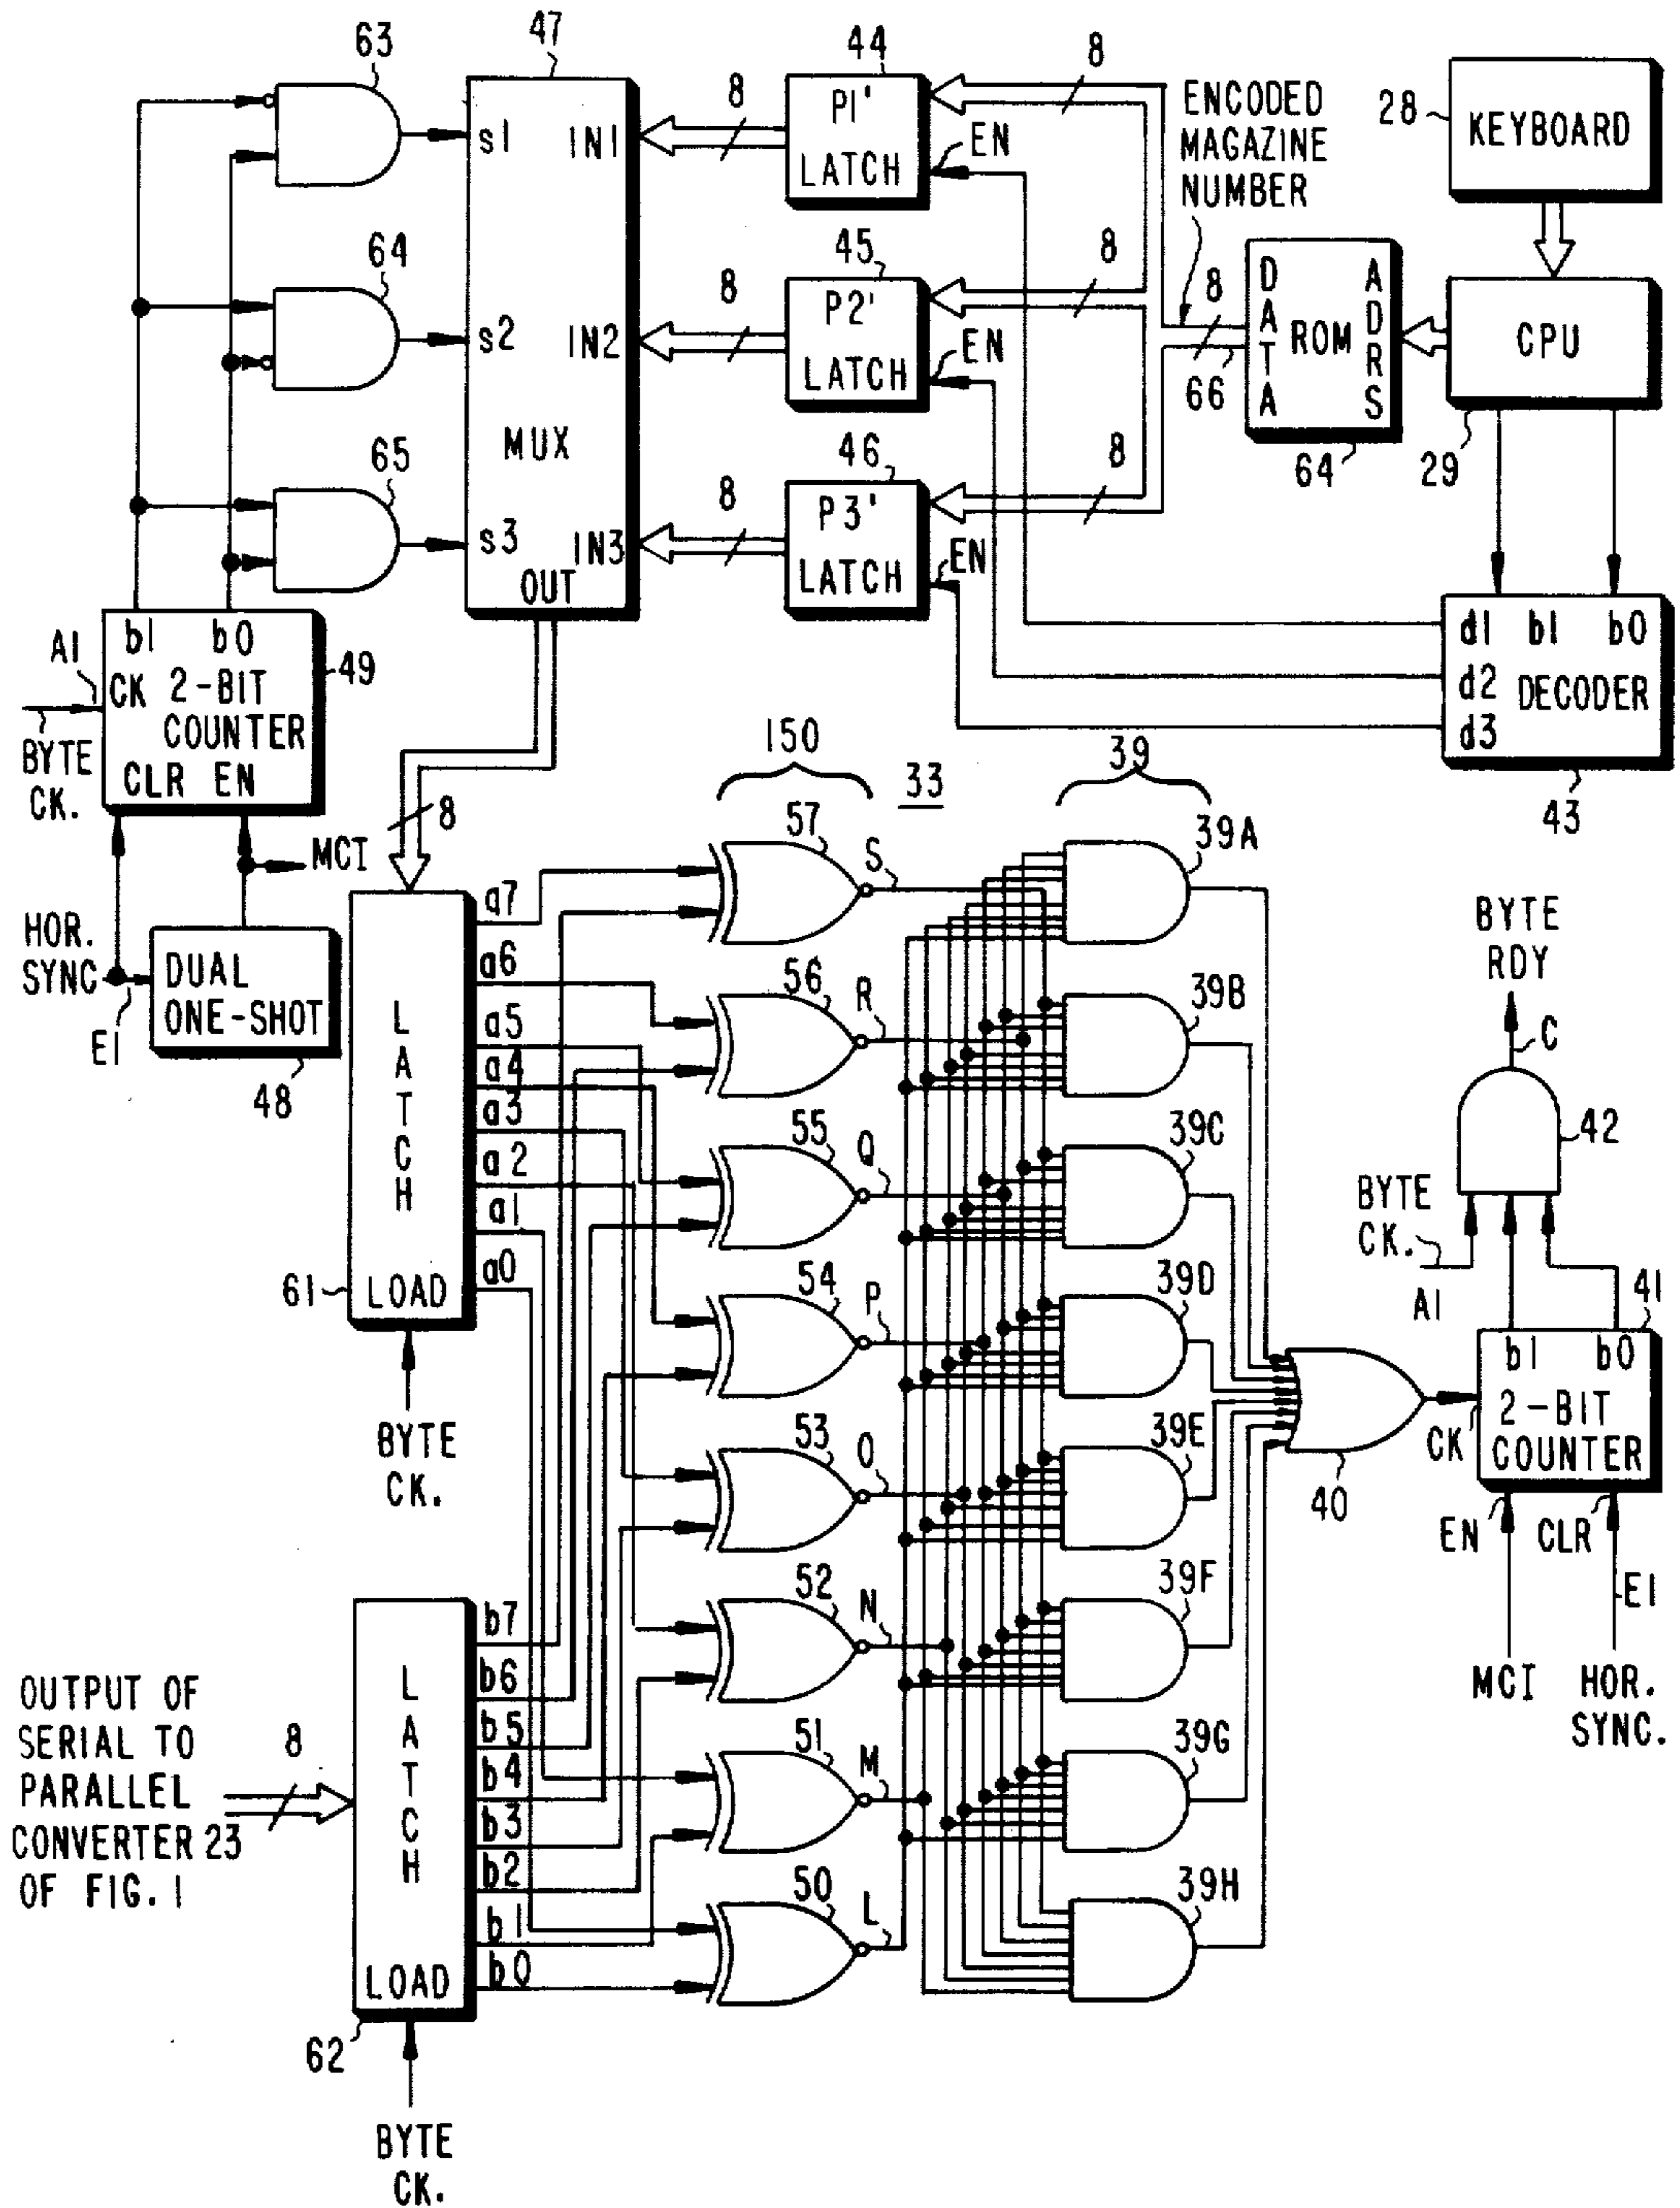 63
47
44
8
8
ENCODED
MAGAZINE
NUMBER
28
KEYBOARD
s1
IN1
P1'
LATCH
EN
64
45
8
8
8
s2
IN2
P2'
LATCH
EN
66
DATA
ROM
ADRS
64
CPU
29
65
MUX
46
8
8
s3
IN3
OUT
P3'
LATCH
EN
A1
BYTE
CK.
b1 b0
CK 2-BIT
COUNTER
CLR EN
49
d1 b1 b0
d2 DECODER
d3
43
8
MCI
HOR.
SYNC
E1
DUAL
ONE-SHOT
48
150
33
39
LATCH
LOAD
61
a7
a6
a5
a4
a3
a2
a1
a0
BYTE
CK.
57
S
39A
56
R
39B
55
Q
39C
54
P
39D
53
O
39E
52
N
39F
51
M
39G
50
L
39H
BYTE
RDY
C
42
BYTE
CK.
A1
41
b1 b0
2-BIT
COUNTER
CK
40
EN
CLR
E1
MCI
HOR.
SYNC.
OUTPUT OF
SERIAL TO
PARALLEL
CONVERTER 23
OF FIG. 1
8
LATCH
LOAD
62
b7
b6
b5
b4
b3
b2
b1
b0
BYTE
CK.